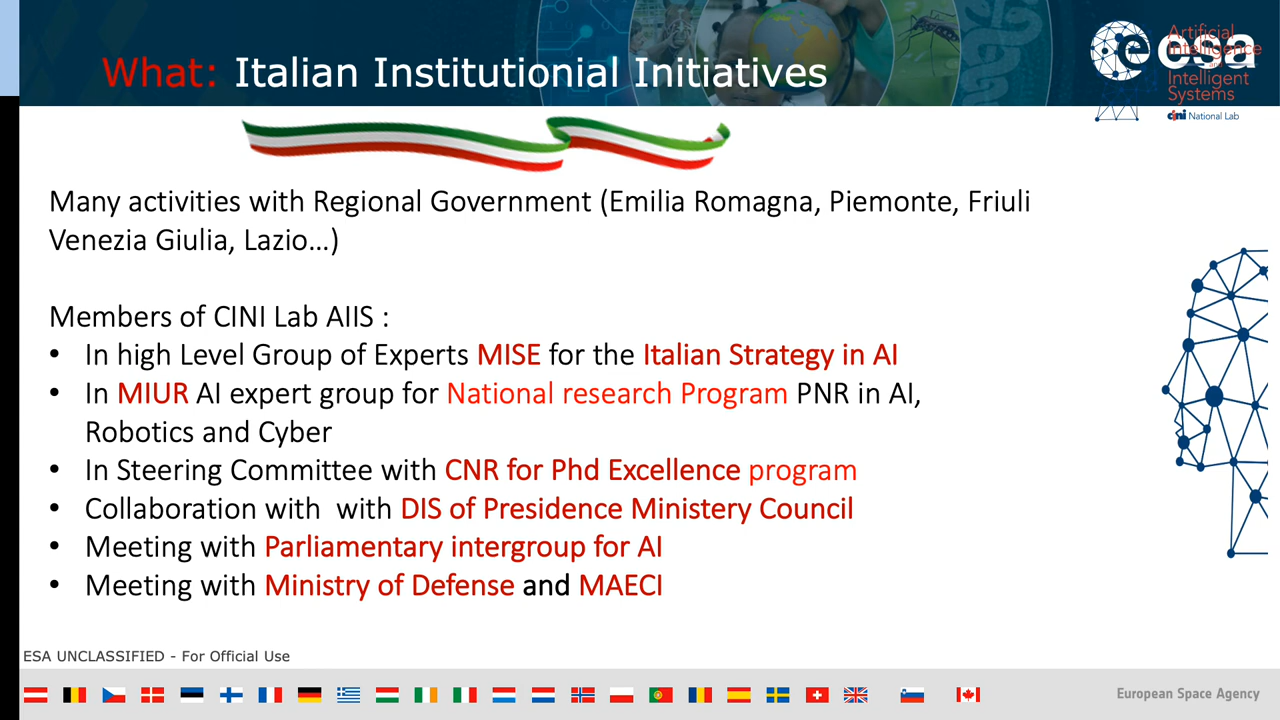 What: Italian Institutional Initiatives
esa
Artificial
Intelligence
and
Intelligent
Systems
cini National Lab
Many activities with Regional Government (Emilia Romagna, Piemonte, Friuli
Venezia Giulia, Lazio…)
Members of CINI Lab AIIS :
• In high Level Group of Experts MISE for the Italian Strategy in AI
• In MIUR AI expert group for National research Program PNR in AI,
Robotics and Cyber
• In Steering Committee with CNR for Phd Excellence program
• Collaboration with  with DIS of Presidence Ministery Council
• Meeting with Parliamentary intergroup for AI
• Meeting with Ministry of Defense and MAECI
ESA UNCLASSIFIED - For Official Use
European Space Agency